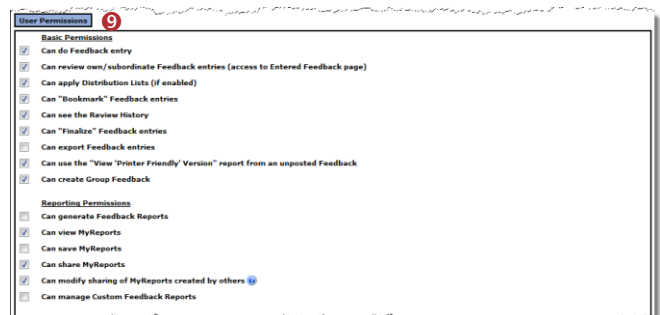 User Permissions 9
Basic Permissions
Can do Feedback entry
Can review own/subordinate Feedback entries (access to Entered Feedback page)
Can apply Distribution Lists (if enabled)
Can "Bookmark" Feedback entries
Can see the Review History
Can "Finalize" Feedback entries
Can export Feedback entries
Can use the "View 'Printer Friendly' Version" report from an unposted Feedback
Can create Group Feedback
Reporting Permissions
Can generate Feedback Reports
Can view MyReports
Can save MyReports
Can share MyReports
Can modify sharing of MyReports created by others ?
Can manage Custom Feedback Reports